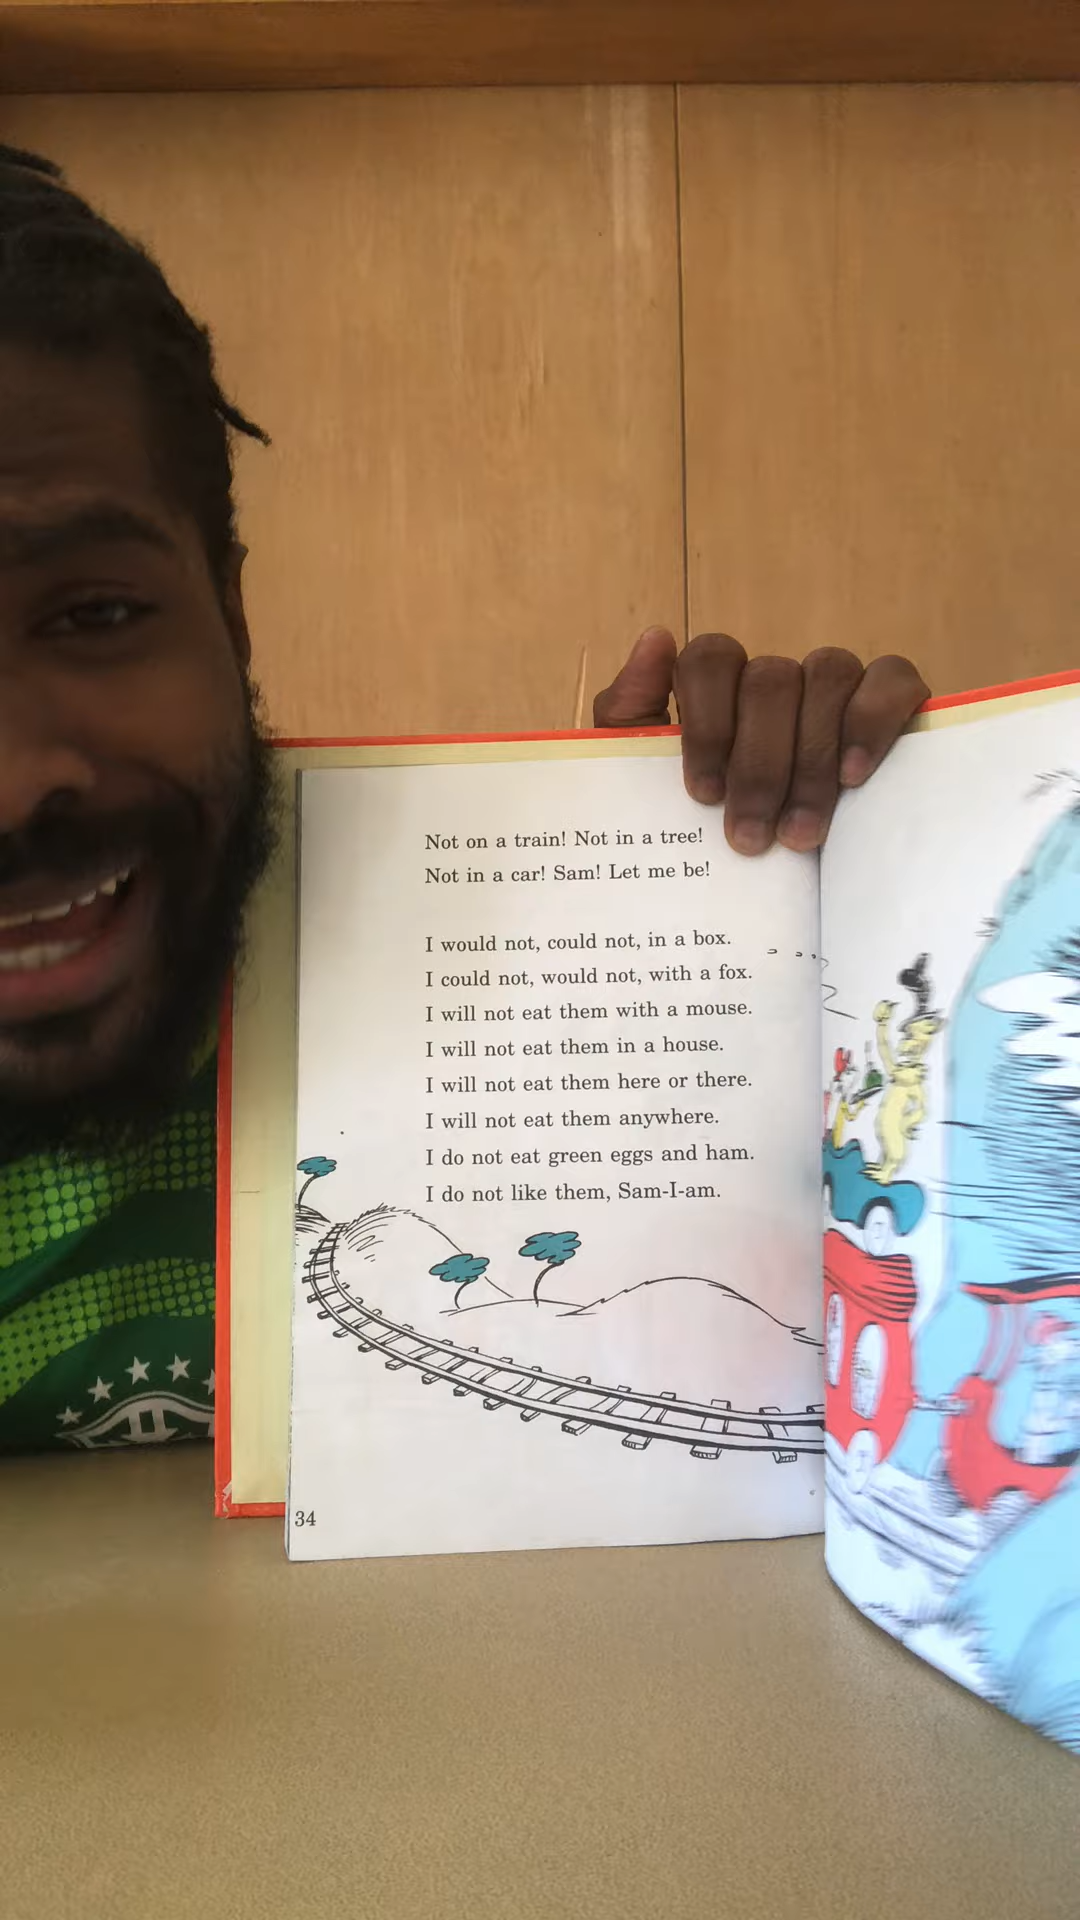 Not on a train! Not in a tree!
Not in a car! Sam! Let me be!
I would not, could not, in a box.
I could not, would not, with a fox.
I will not eat them with a mouse.
I will not eat them in a house.
I will not eat them here or there.
I will not eat them anywhere.
I do not eat green eggs and ham.
I do not like them, Sam-I-am.
34